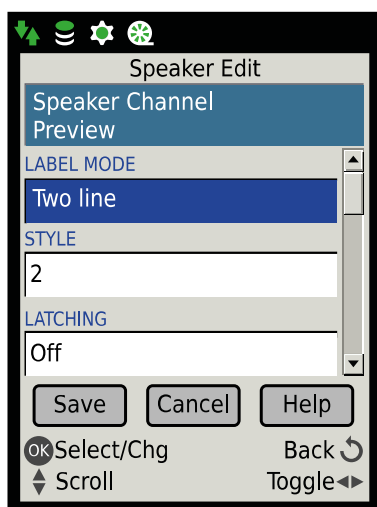 Speaker Edit
Speaker Channel
Preview
LABEL MODE
Two line
STYLE
2
LATCHING
Off
Save Cancel Help
OK Select/Chg Back
Scroll Toggle